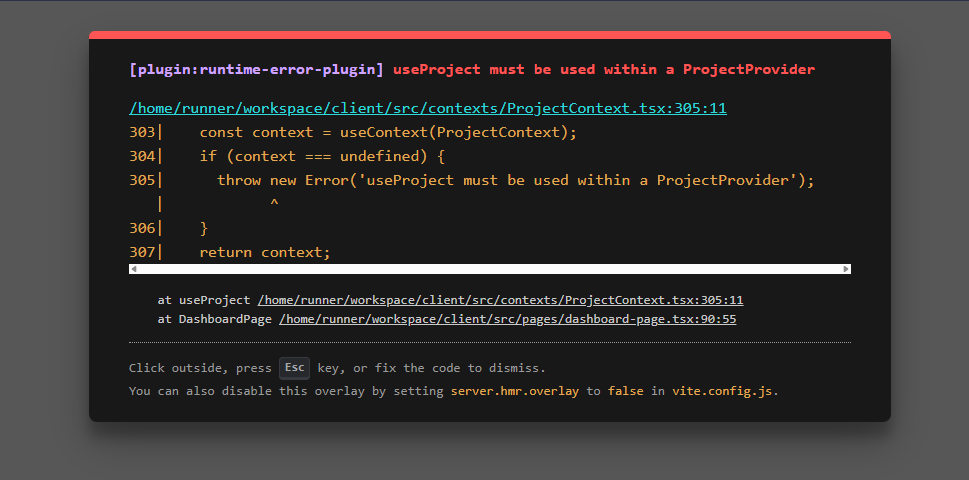 [plugin:runtime-error-plugin] useProject must be used within a ProjectProvider
/home/runner/workspace/client/src/contexts/ProjectContext.tsx:305:11
303|    const context = useContext(ProjectContext);
304|    if (context === undefined) {
305|      throw new Error('useProject must be used within a ProjectProvider');
   |            ^
306|    }
307|    return context;
at useProject /home/runner/workspace/client/src/contexts/ProjectContext.tsx:305:11
at DashboardPage /home/runner/workspace/client/src/pages/dashboard-page.tsx:90:55
Click outside, press Esc key, or fix the code to dismiss.
You can also disable this overlay by setting server.hmr.overlay to false in vite.config.js.